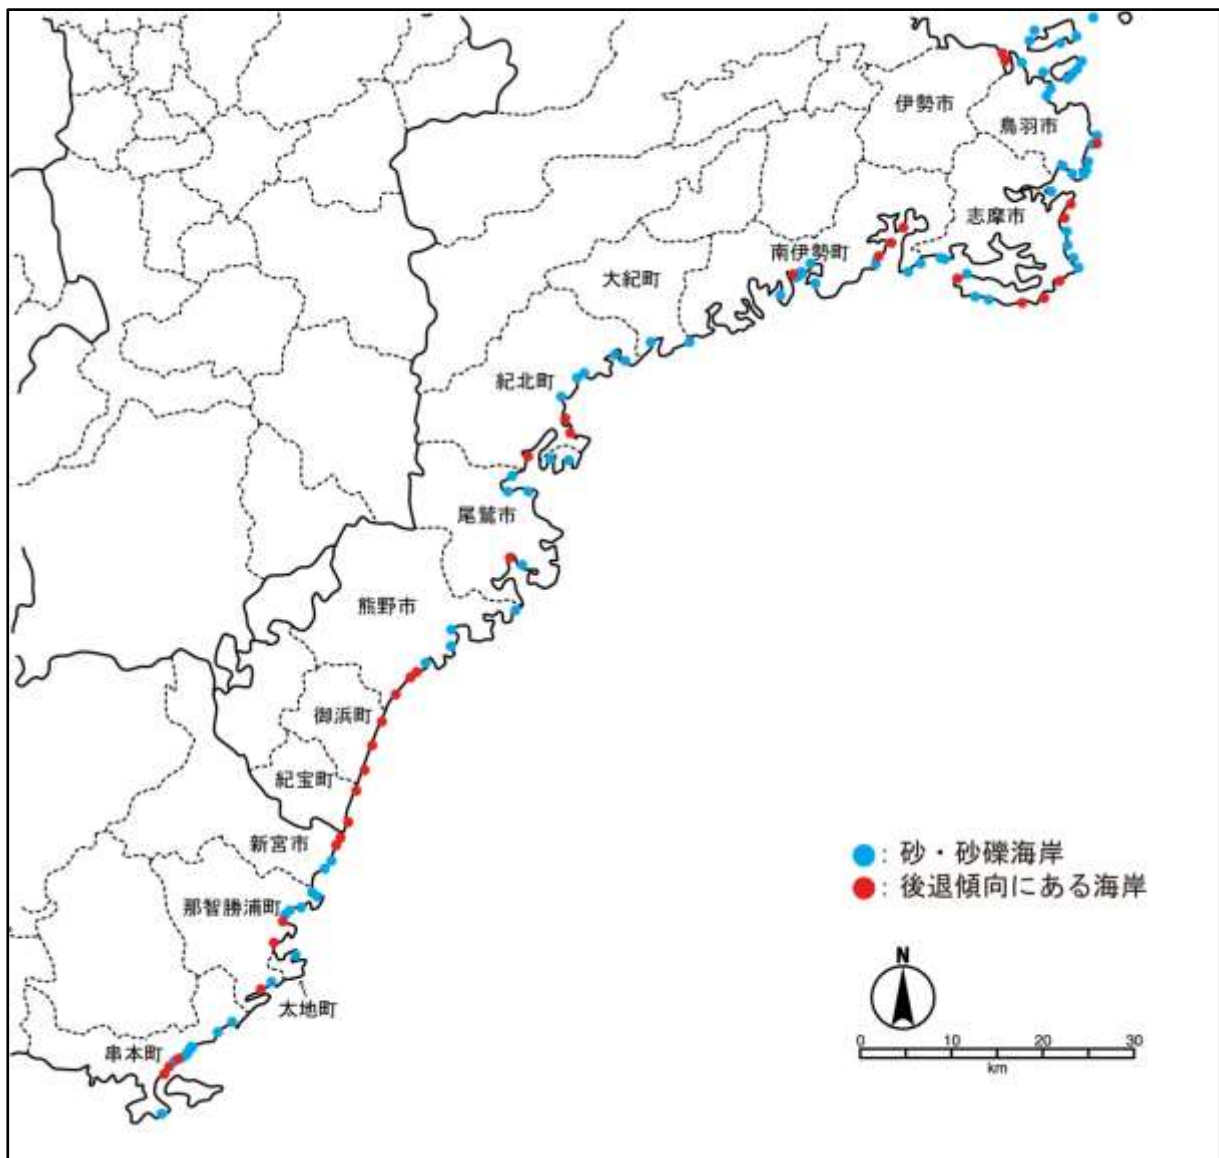 伊勢市
鳥羽市
志摩市
南伊勢町
大紀町
紀北町
尾鷲市
熊野市
御浜町
紀宝町
新宮市
那智勝浦町
太地町
串本町
：砂・砂礫海岸
：後退傾向にある海岸
N
0 10 20 30
km